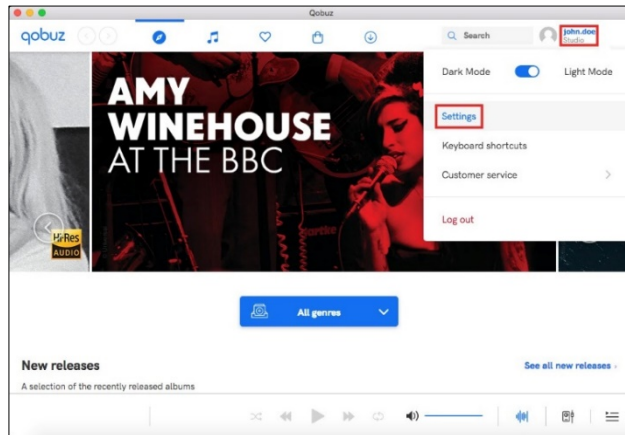 Qobuz
qobuz
Search
john.doe
Studio
Dark Mode
Light Mode
Settings
Keyboard shortcuts
Customer service
Log out
AMY
WINEHOUSE
AT THE BBC
Hi-Res
AUDIO
All genres
New releases
See all new releases
A selection of the recently released albums